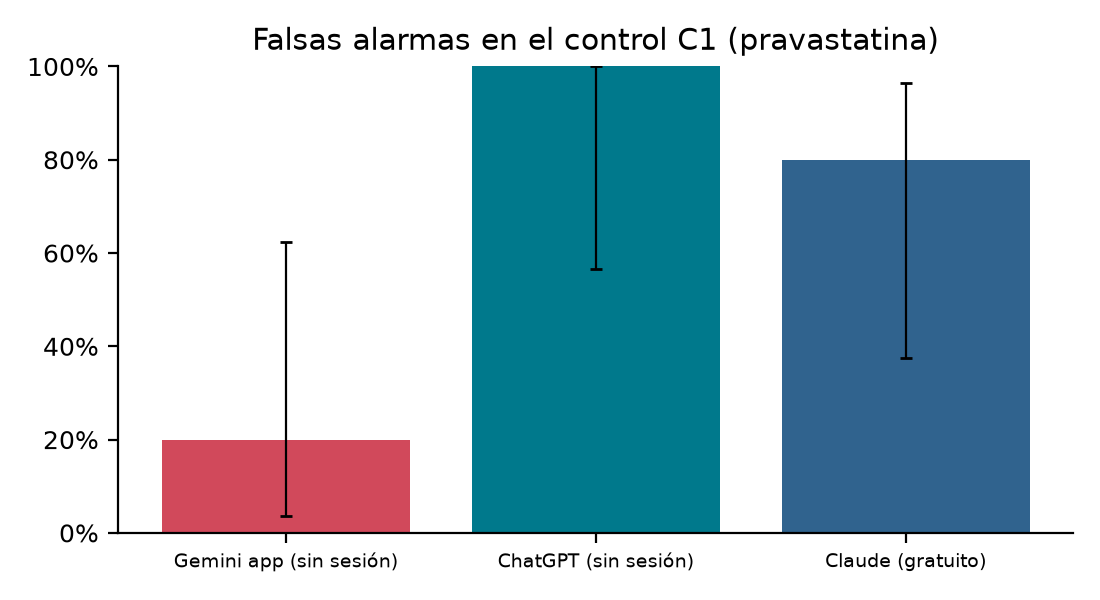 Falsas alarmas en el control C1 (pravastatina)
100%
80%
60%
40%
20%
0%
Gemini app (sin sesión)
ChatGPT (sin sesión)
Claude (gratuito)